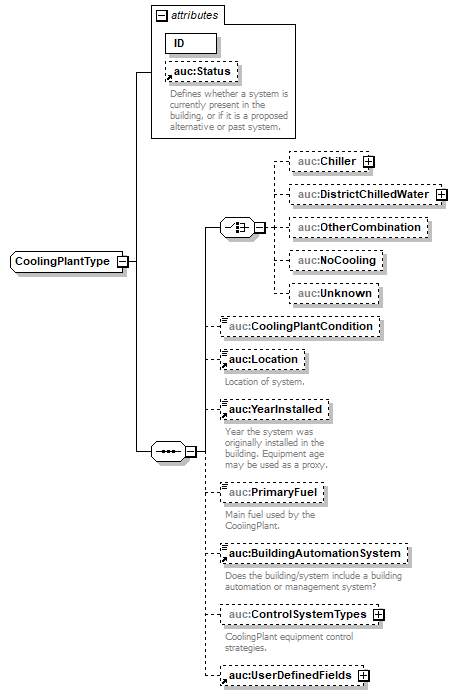 attributes
ID
auc:Status
Defines whether a system is
currently present in the
building, or if it is a proposed
alternative or past system.
auc:Chiller
auc:DistrictChilledWater
auc:OtherCombination
auc:NoCooling
auc:Unknown
CoolingPlantType
auc:CoolingPlantCondition
auc:Location
Location of system.
auc:YearInstalled
Year the system was
originally installed in the
building. Equipment age
may be used as a proxy.
auc:PrimaryFuel
Main fuel used by the
CoolingPlant.
auc:BuildingAutomationSystem
Does the building/system include a building
automation or management system?
auc:ControlSystemTypes
CoolingPlant equipment control
strategies.
auc:UserDefinedFields